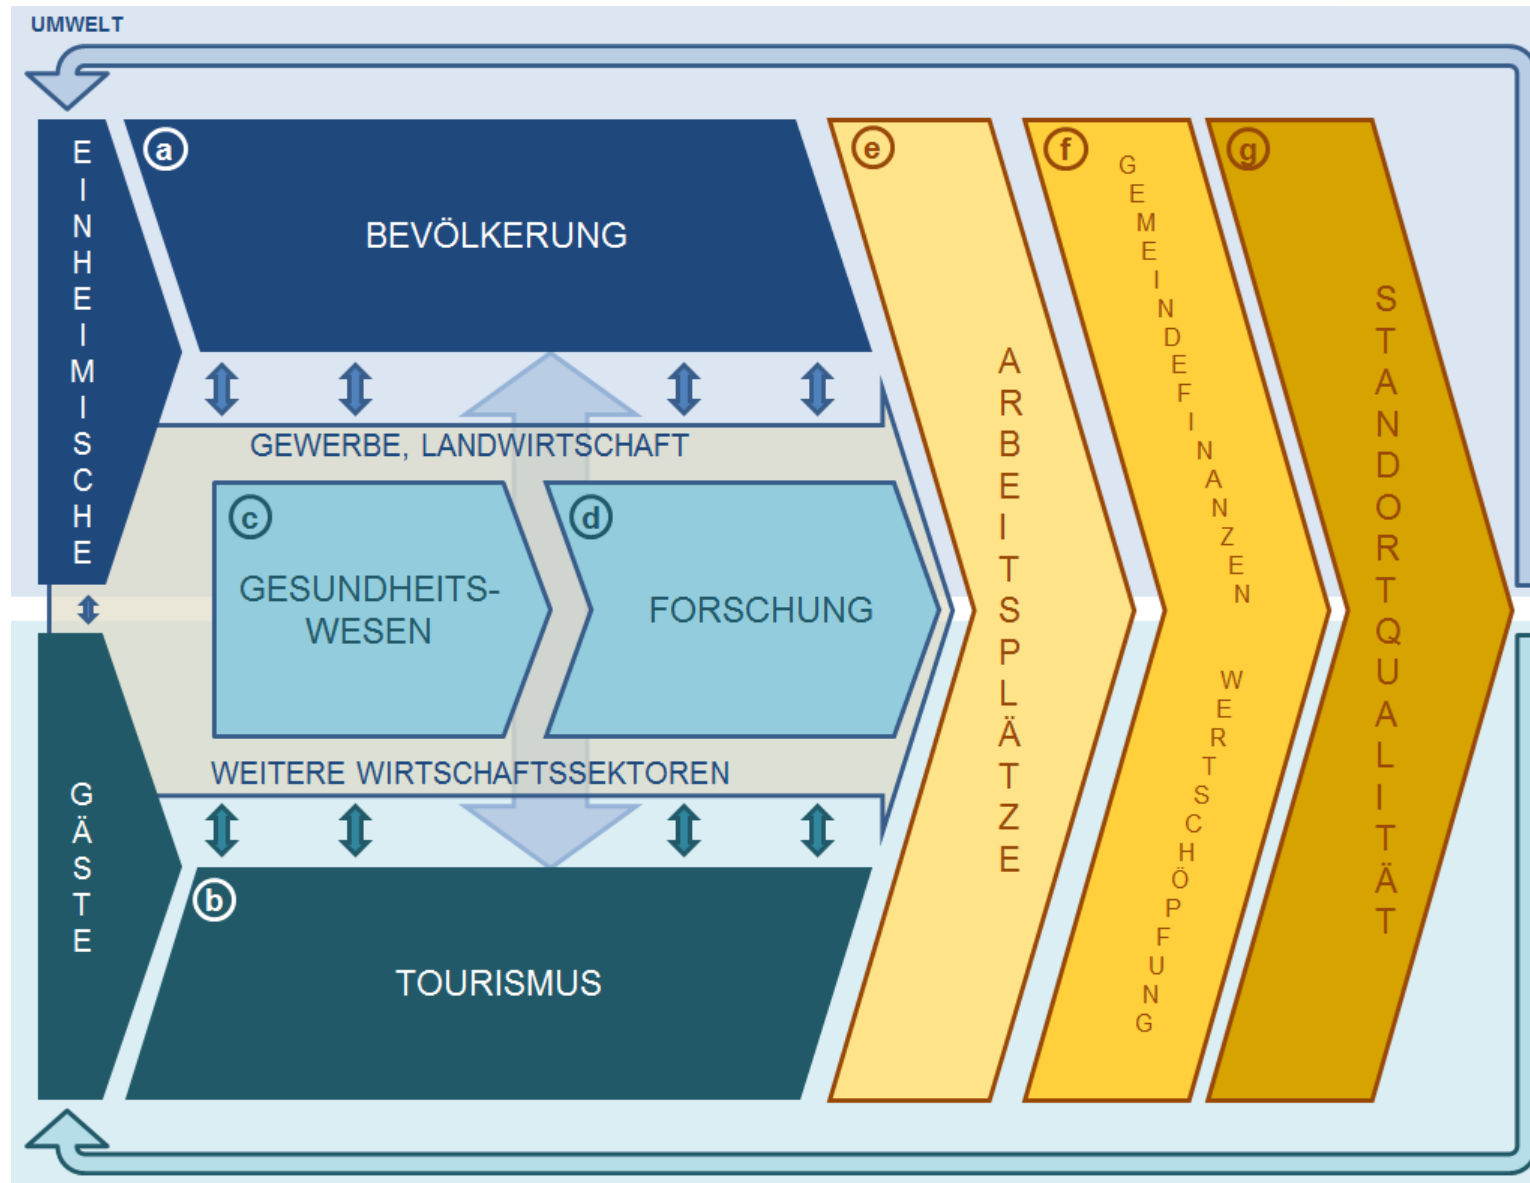 UMWELT
EINHEIMISCHE
a
BEVÖLKERUNG
GEWERBE, LANDWIRTSCHAFT
c
GESUNDHEITS-
WESEN
d
FORSCHUNG
WEITERE WIRTSCHAFTSSEKTOREN
GÄSTE
b
TOURISMUS
e
ARBEITSPLÄTZE
f
GEMEINDEFINANZEN
WERTSCHÖPFUNG
g
STANDORTQUALITÄT